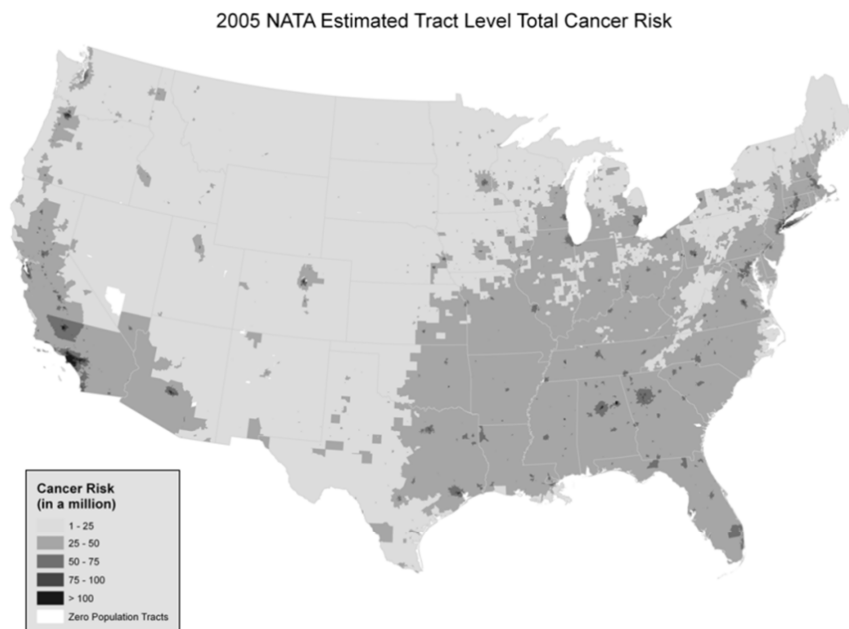 2005 NATA Estimated Tract Level Total Cancer Risk
Cancer Risk
(in a million)
1 - 25
25 - 50
50 - 75
75 - 100
> 100
Zero Population Tracts